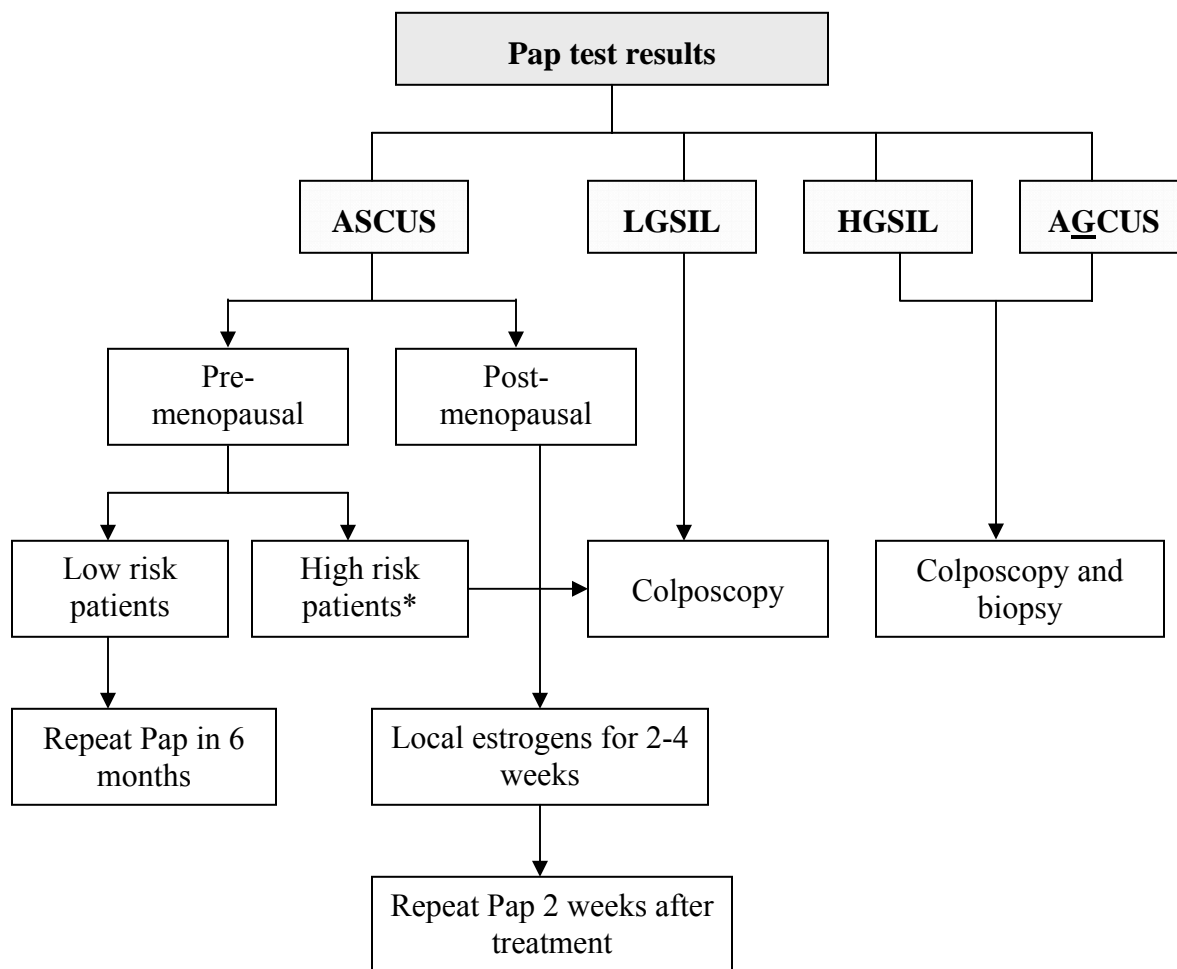 Pap test results
ASCUS
LGSIL
HGSIL
AGCUS
Pre-
menopausal
Post-
menopausal
Low risk
patients
High risk
patients*
Colposcopy
Colposcopy and
biopsy
Repeat Pap in 6
months
Local estrogens for 2-4
weeks
Repeat Pap 2 weeks after
treatment